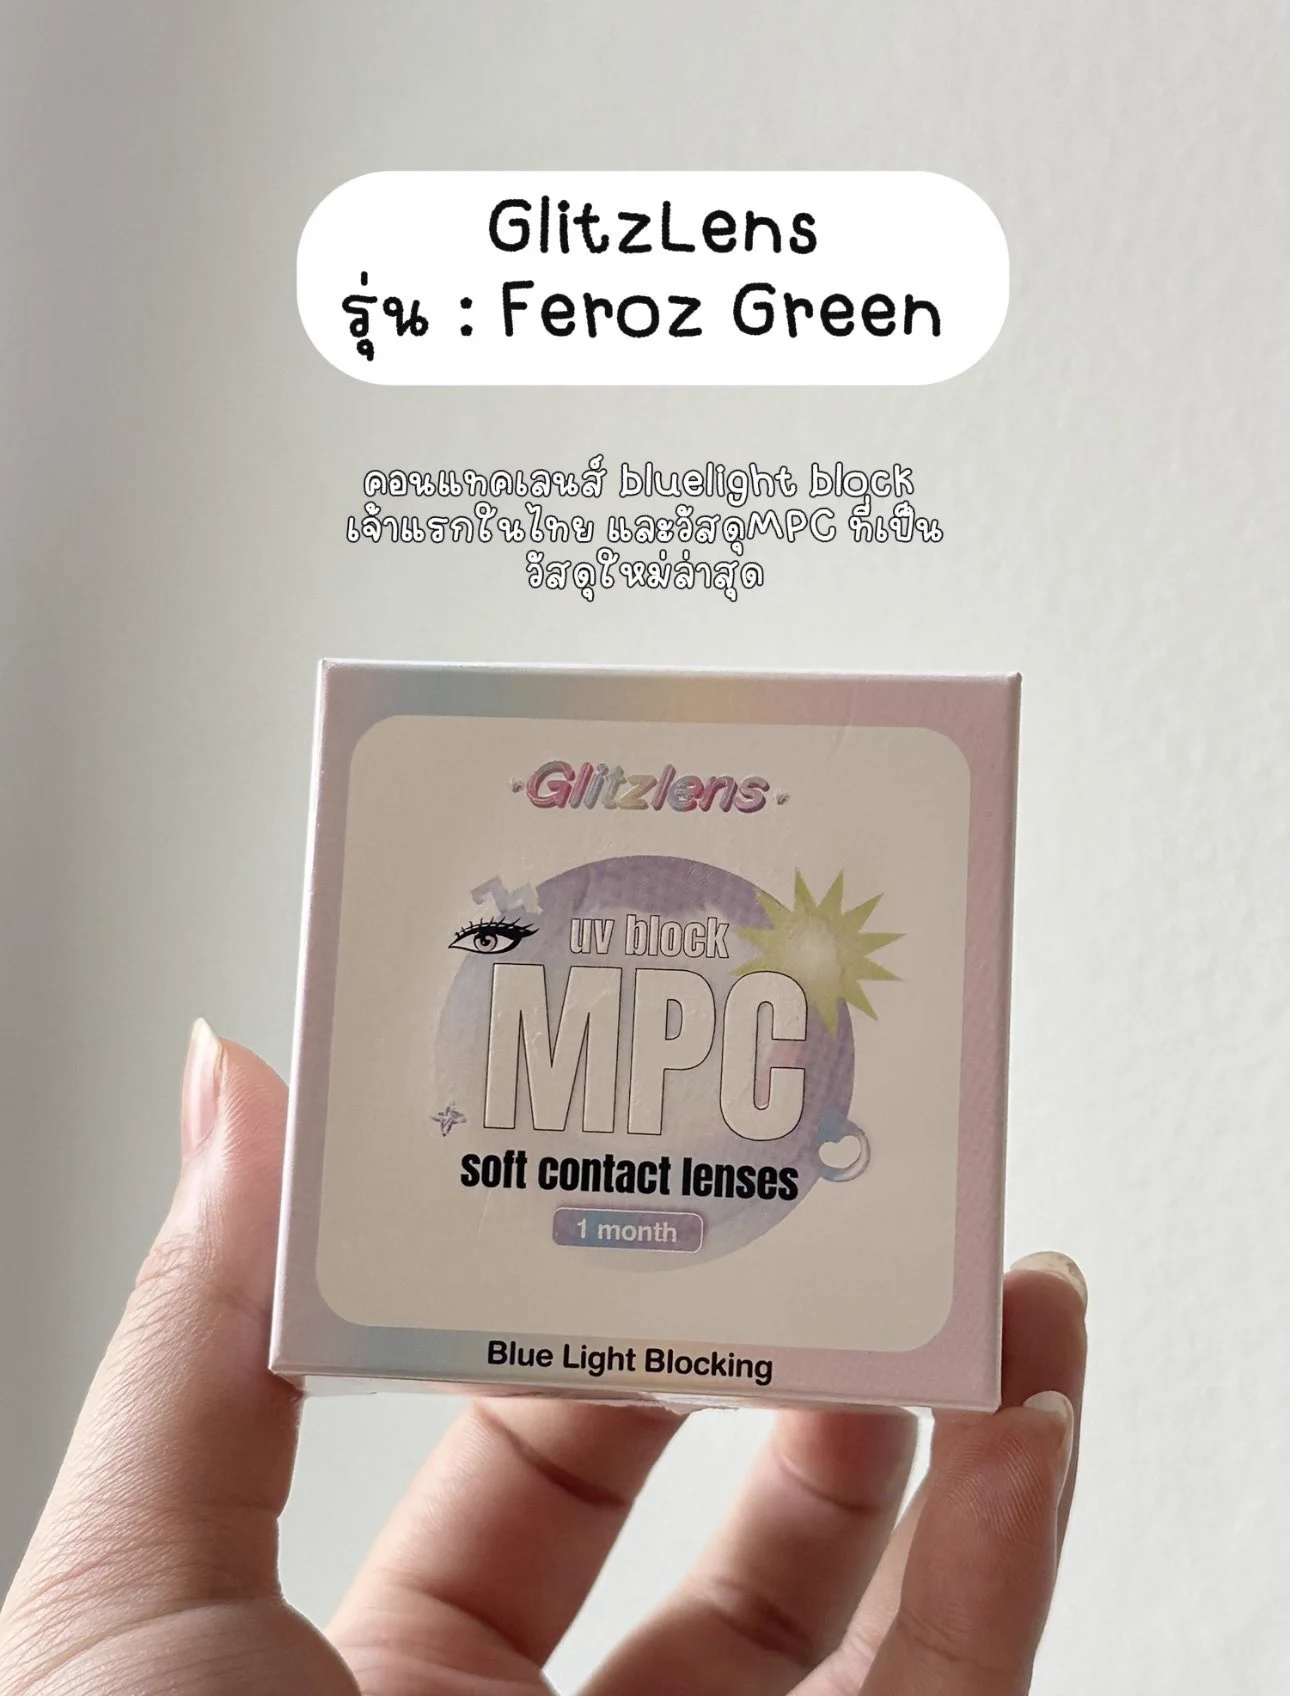 GlitzLens
รุ่น : Feroz Green
คอนแทคเลนส์ bluelight block
เจ้าแรกในไทย และวัสดุMPC ที่เป็น
วัสดุใหม่ล่าสุด
Glitzlens
uv block
MPC
soft contact lenses
1 month
Blue Light Blocking